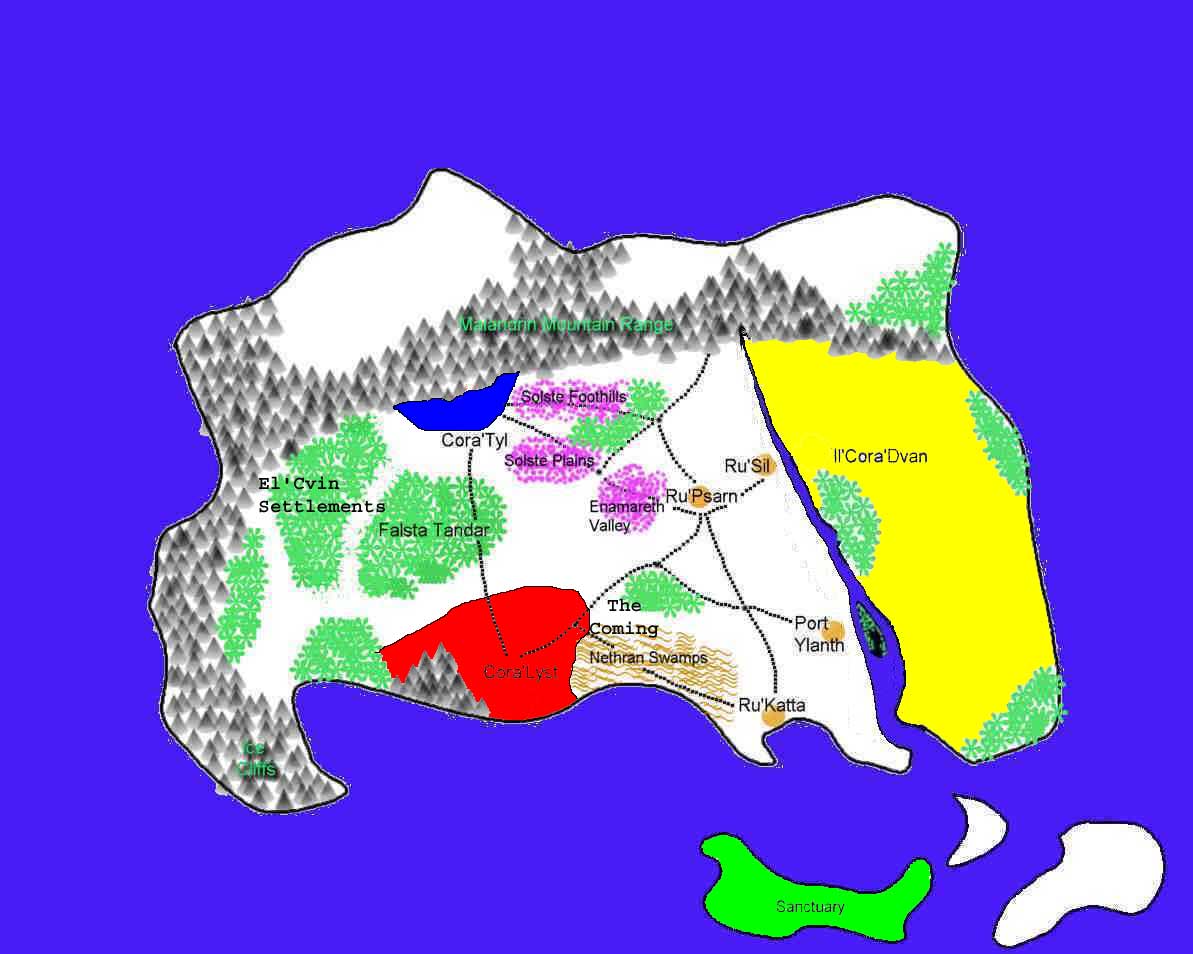 Malandrin Mountain Range
Solste Foothills
Cora'Tyl
Solste Plains
Il'Cora'Dvan
Ru'Sil
El'Cvin
Settlements
Ru'Psarn
Enamareth
Valley
Falsta Tandar
The
Coming
Port
Ylanth
Nethran Swamps
Cora'Lyst
Ru'Katta
Ice
Cliffs
Sanctuary